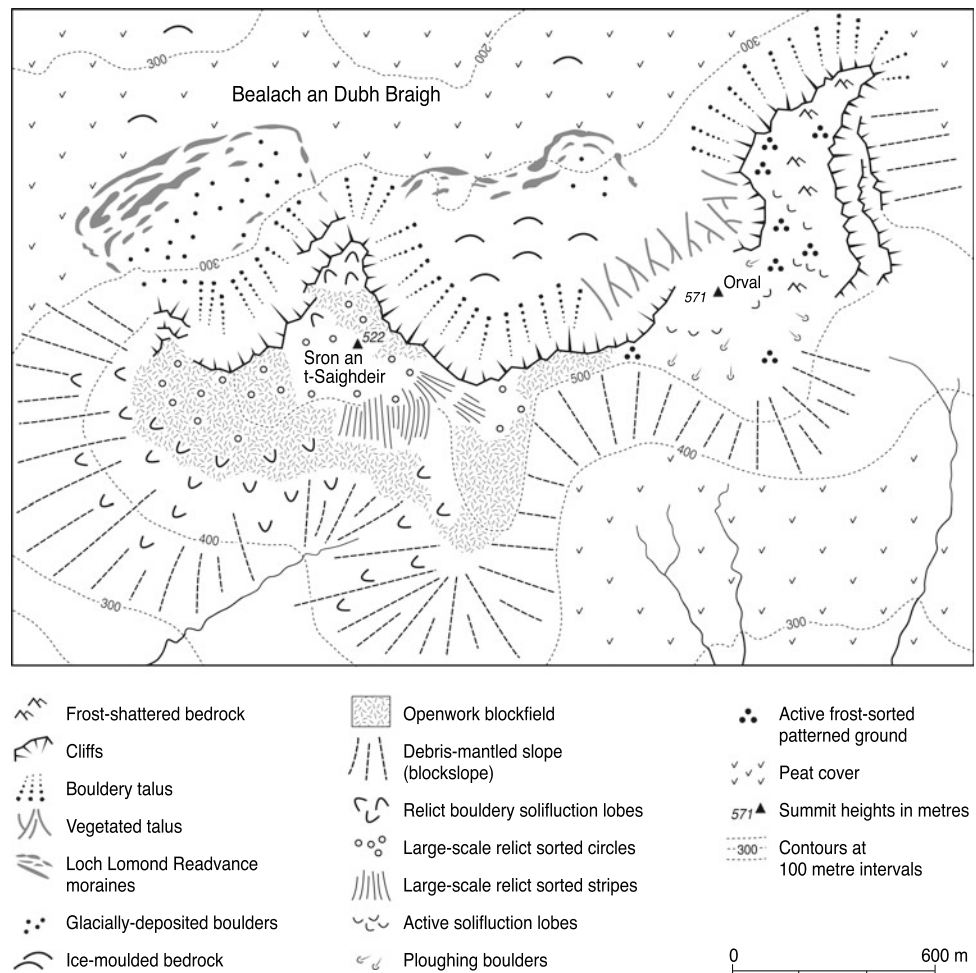 300
200
300
Bealach an Dubh Braigh
300
571
Orval
522
Sron an
t-Saighdeir
500
400
400
300
300
Frost-shattered bedrock
Cliffs
Bouldery talus
Vegetated talus
Loch Lomond Readvance
moraines
Glacially-deposited boulders
Ice-moulded bedrock
Openwork blockfield
Debris-mantled slope
(blockslope)
Relict bouldery solifluction lobes
Large-scale relict sorted circles
Large-scale relict sorted stripes
Active solifluction lobes
Ploughing boulders
Active frost-sorted
patterned ground
Peat cover
571 Summit heights in metres
300 Contours at
100 metre intervals
0 600 m